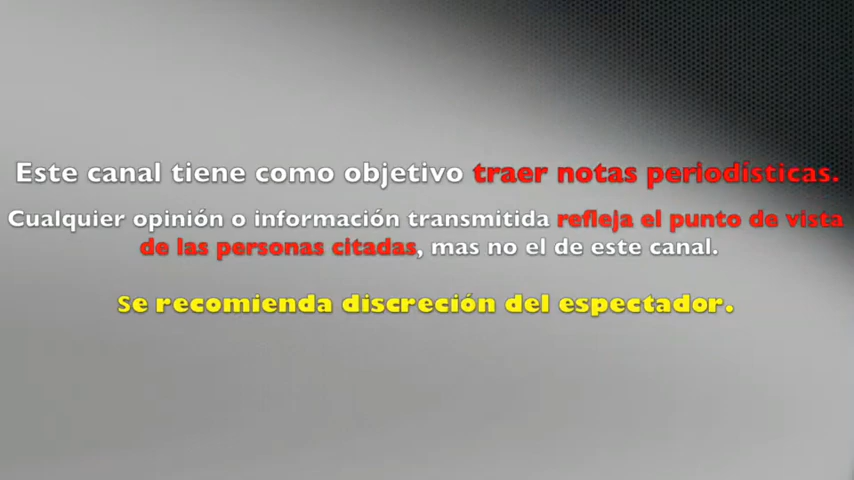 Este canal tiene como objetivo traer notas periodísticas.
Cualquier opinión o información transmitida refleja el punto de vista
de las personas citadas, mas no el de este canal.
Se recomienda discreción del espectador.